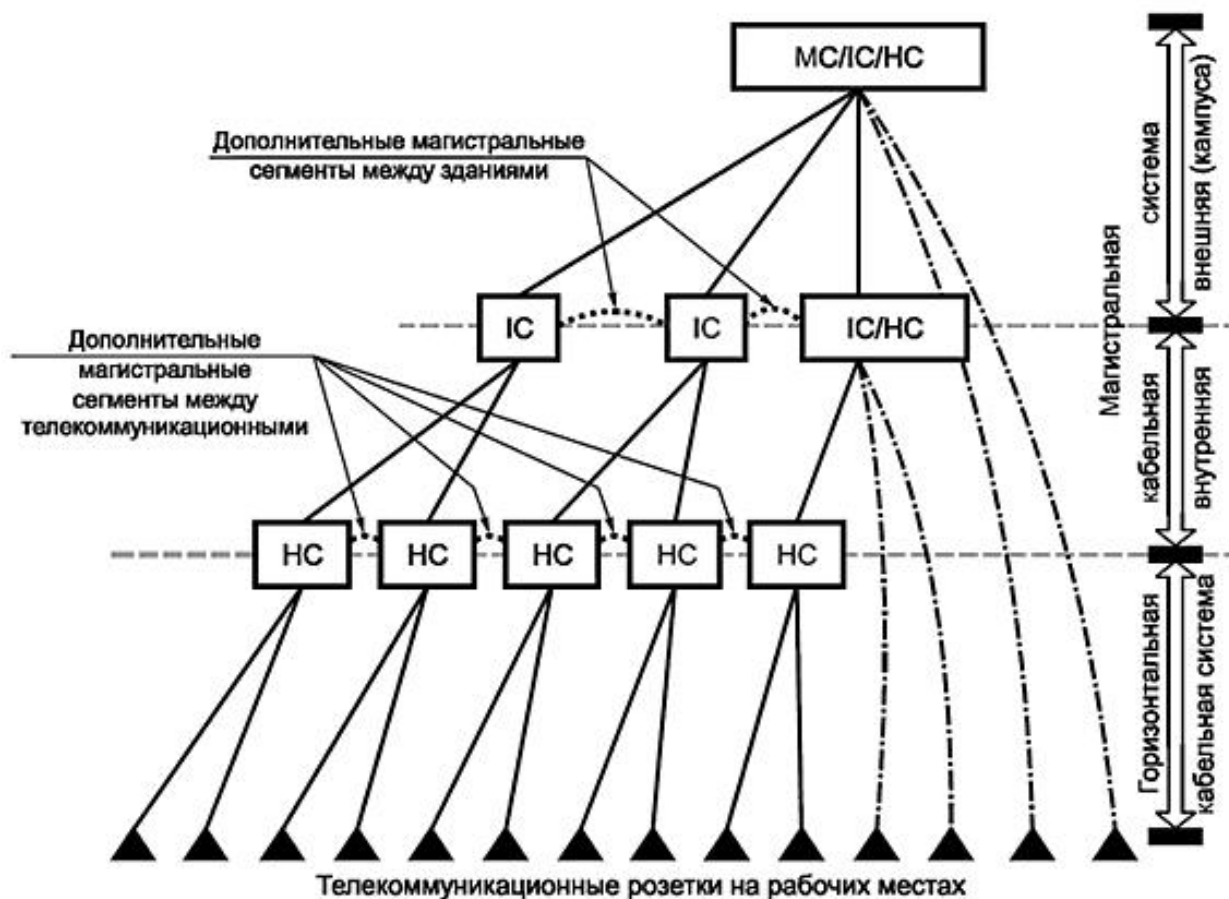 MC/IC/HC
Дополнительные магистральные
сегменты между зданиями
IC
IC
IC/HC
Дополнительные
магистральные
сегменты между
телекоммуникационными
HC
HC
HC
HC
HC
Телекоммуникационные розетки на рабочих местах
Магистральная
кабельная
система
внешняя (кампуса)
внутренняя
Горизонтальная
кабельная система